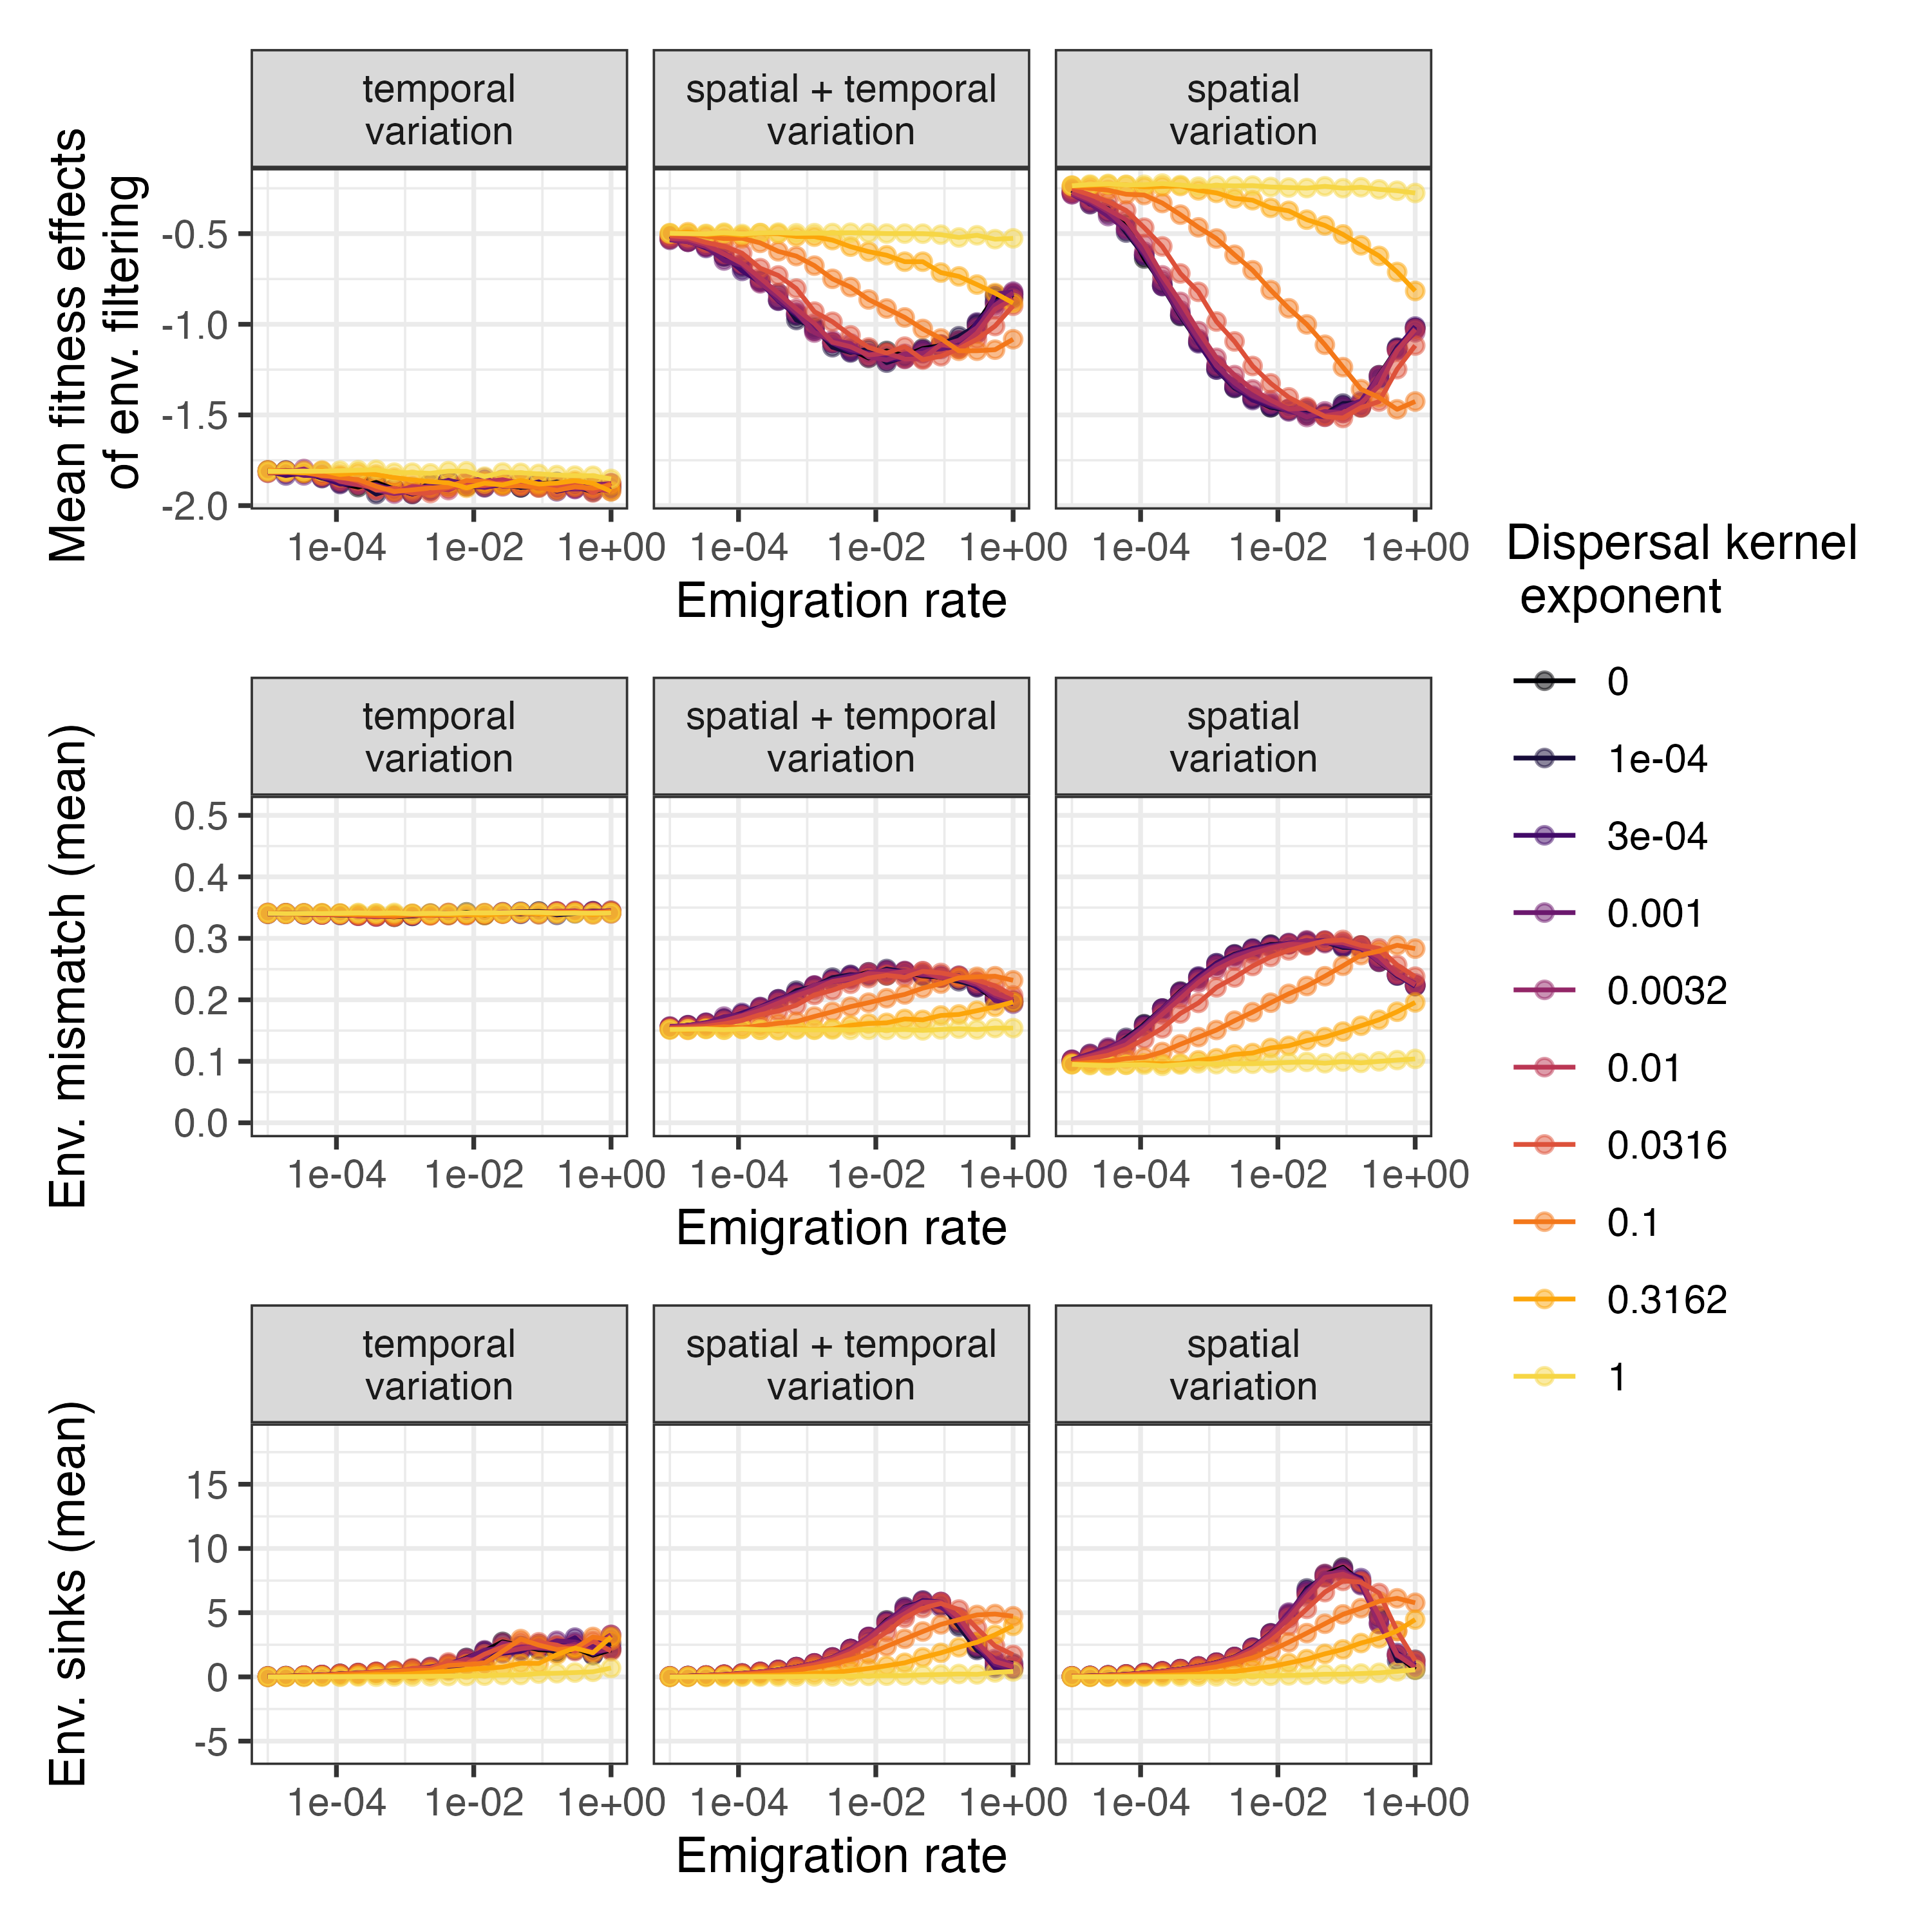 temporal
variation
spatial + temporal
variation
spatial
variation
Mean fitness effects
of env. filtering
-0.5
-1.0
-1.5
-2.0
1e-04 1e-02 1e+00 1e-04 1e-02 1e+00 1e-04 1e-02 1e+00
Emigration rate
temporal
variation
spatial + temporal
variation
spatial
variation
Env. mismatch (mean)
0.5
0.4
0.3
0.2
0.1
0.0
1e-04 1e-02 1e+00 1e-04 1e-02 1e+00 1e-04 1e-02 1e+00
Emigration rate
temporal
variation
spatial + temporal
variation
spatial
variation
Env. sinks (mean)
15
10
5
0
-5
1e-04 1e-02 1e+00 1e-04 1e-02 1e+00 1e-04 1e-02 1e+00
Emigration rate
Dispersal kernel
exponent
0
1e-04
3e-04
0.001
0.0032
0.01
0.0316
0.1
0.3162
1